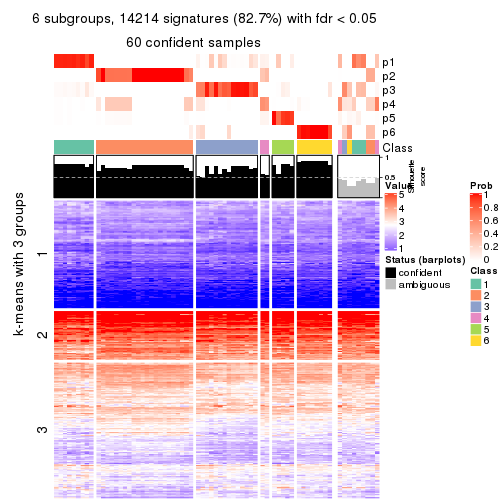 6 subgroups, 14214 signatures (82.7%) with fdr < 0.05
60 confident samples
p1
p2
p3
p4
p5
p6
Class
1
0.5
0
Silhouette
score
k-means with 3 groups
1
2
3
Value
5
4
3
2
1
Status (barplots)
confident
ambiguous
Prob
1
0.8
0.6
0.4
0.2
0
Class
1
2
3
4
5
6